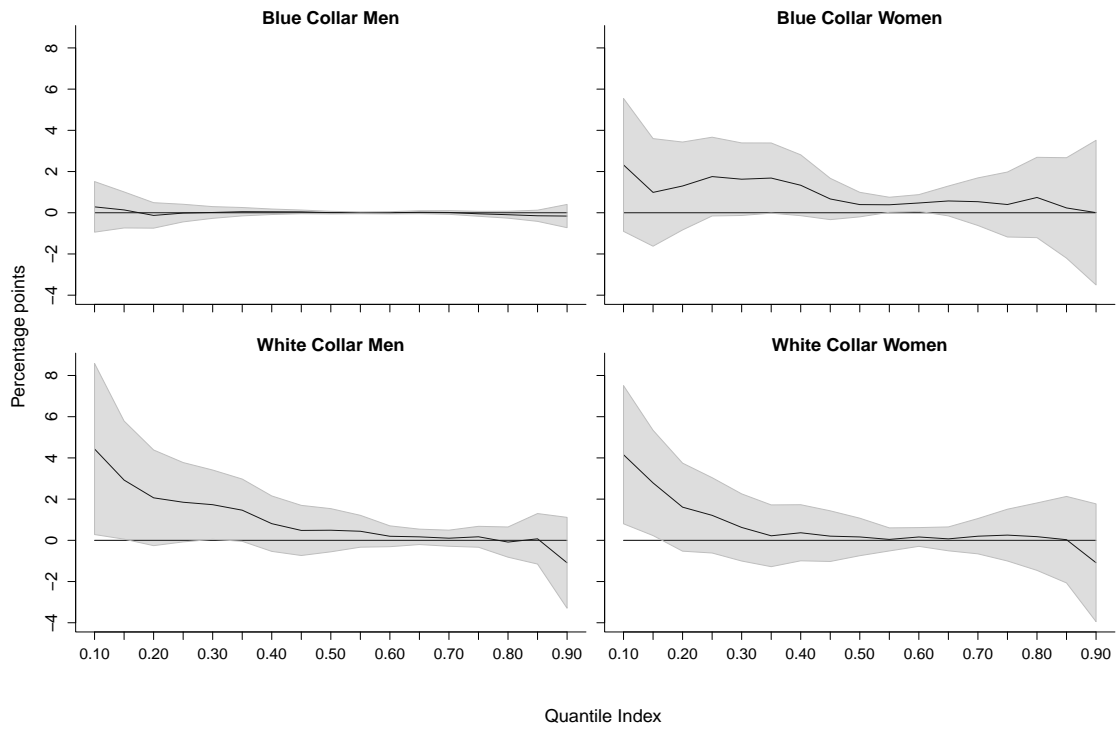 Blue Collar Men
Blue Collar Women
8
6
4
2
0
−2
−4
Percentage points
White Collar Men
White Collar Women
8
6
4
2
0
−2
−4
0.10 0.20 0.30 0.40 0.50 0.60 0.70 0.80 0.90
0.10 0.20 0.30 0.40 0.50 0.60 0.70 0.80 0.90
Quantile Index